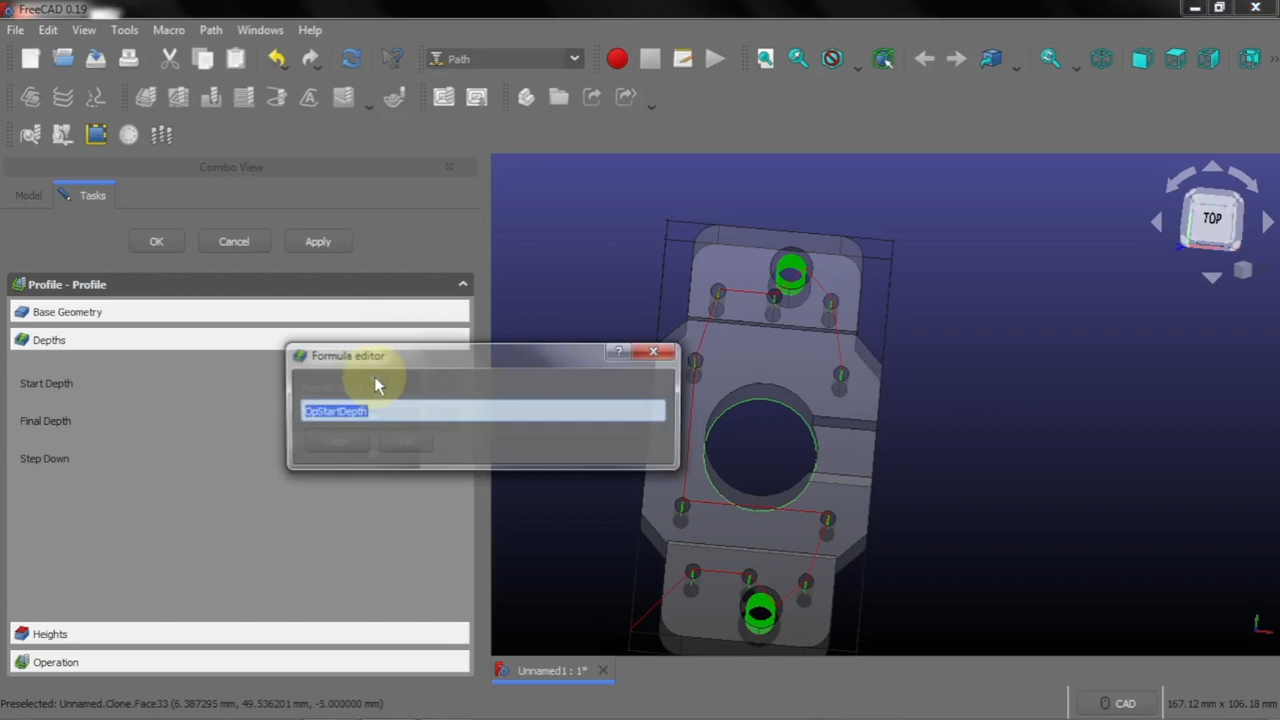 FreeCAD 0.19
File Edit View Tools Macro Path Windows Help
Path
Combo View
Model Tasks
OK Cancel Apply
TOP
Profile - Profile
Base Geometry
Depths
Formula editor
Start Depth
OpStartDepth
Final Depth
Clear OK
Step Down
Heights
Operation
Unnamed1 : 1*
Preselected: Unnamed.Clone.Face33 (6.387295 mm, 49.536201 mm, -5.000000 mm)
CAD
167.12 mm x 106.18 mm